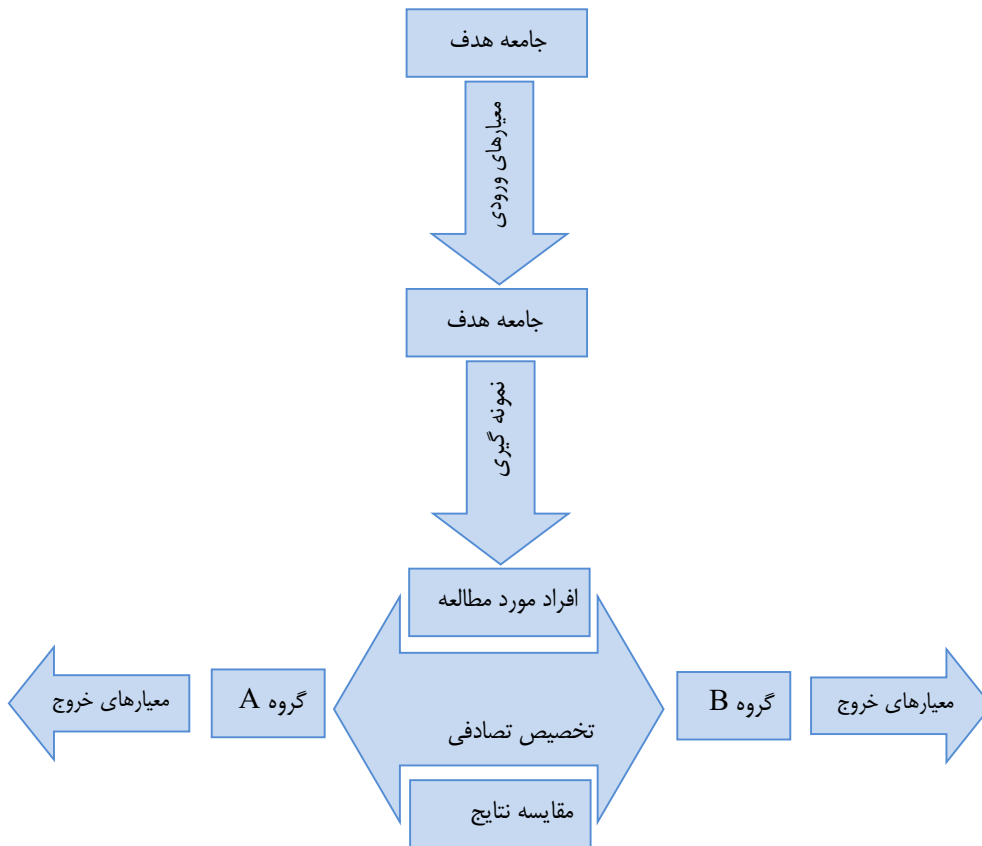 جامعه هدف
معیارهای ورودی
جامعه هدف
نمونه گیری
افراد مورد مطالعه
معیارهای خروج
گروه B
گروه A
معیارهای خروج
تخصیص تصادفی
مقایسه نتایج